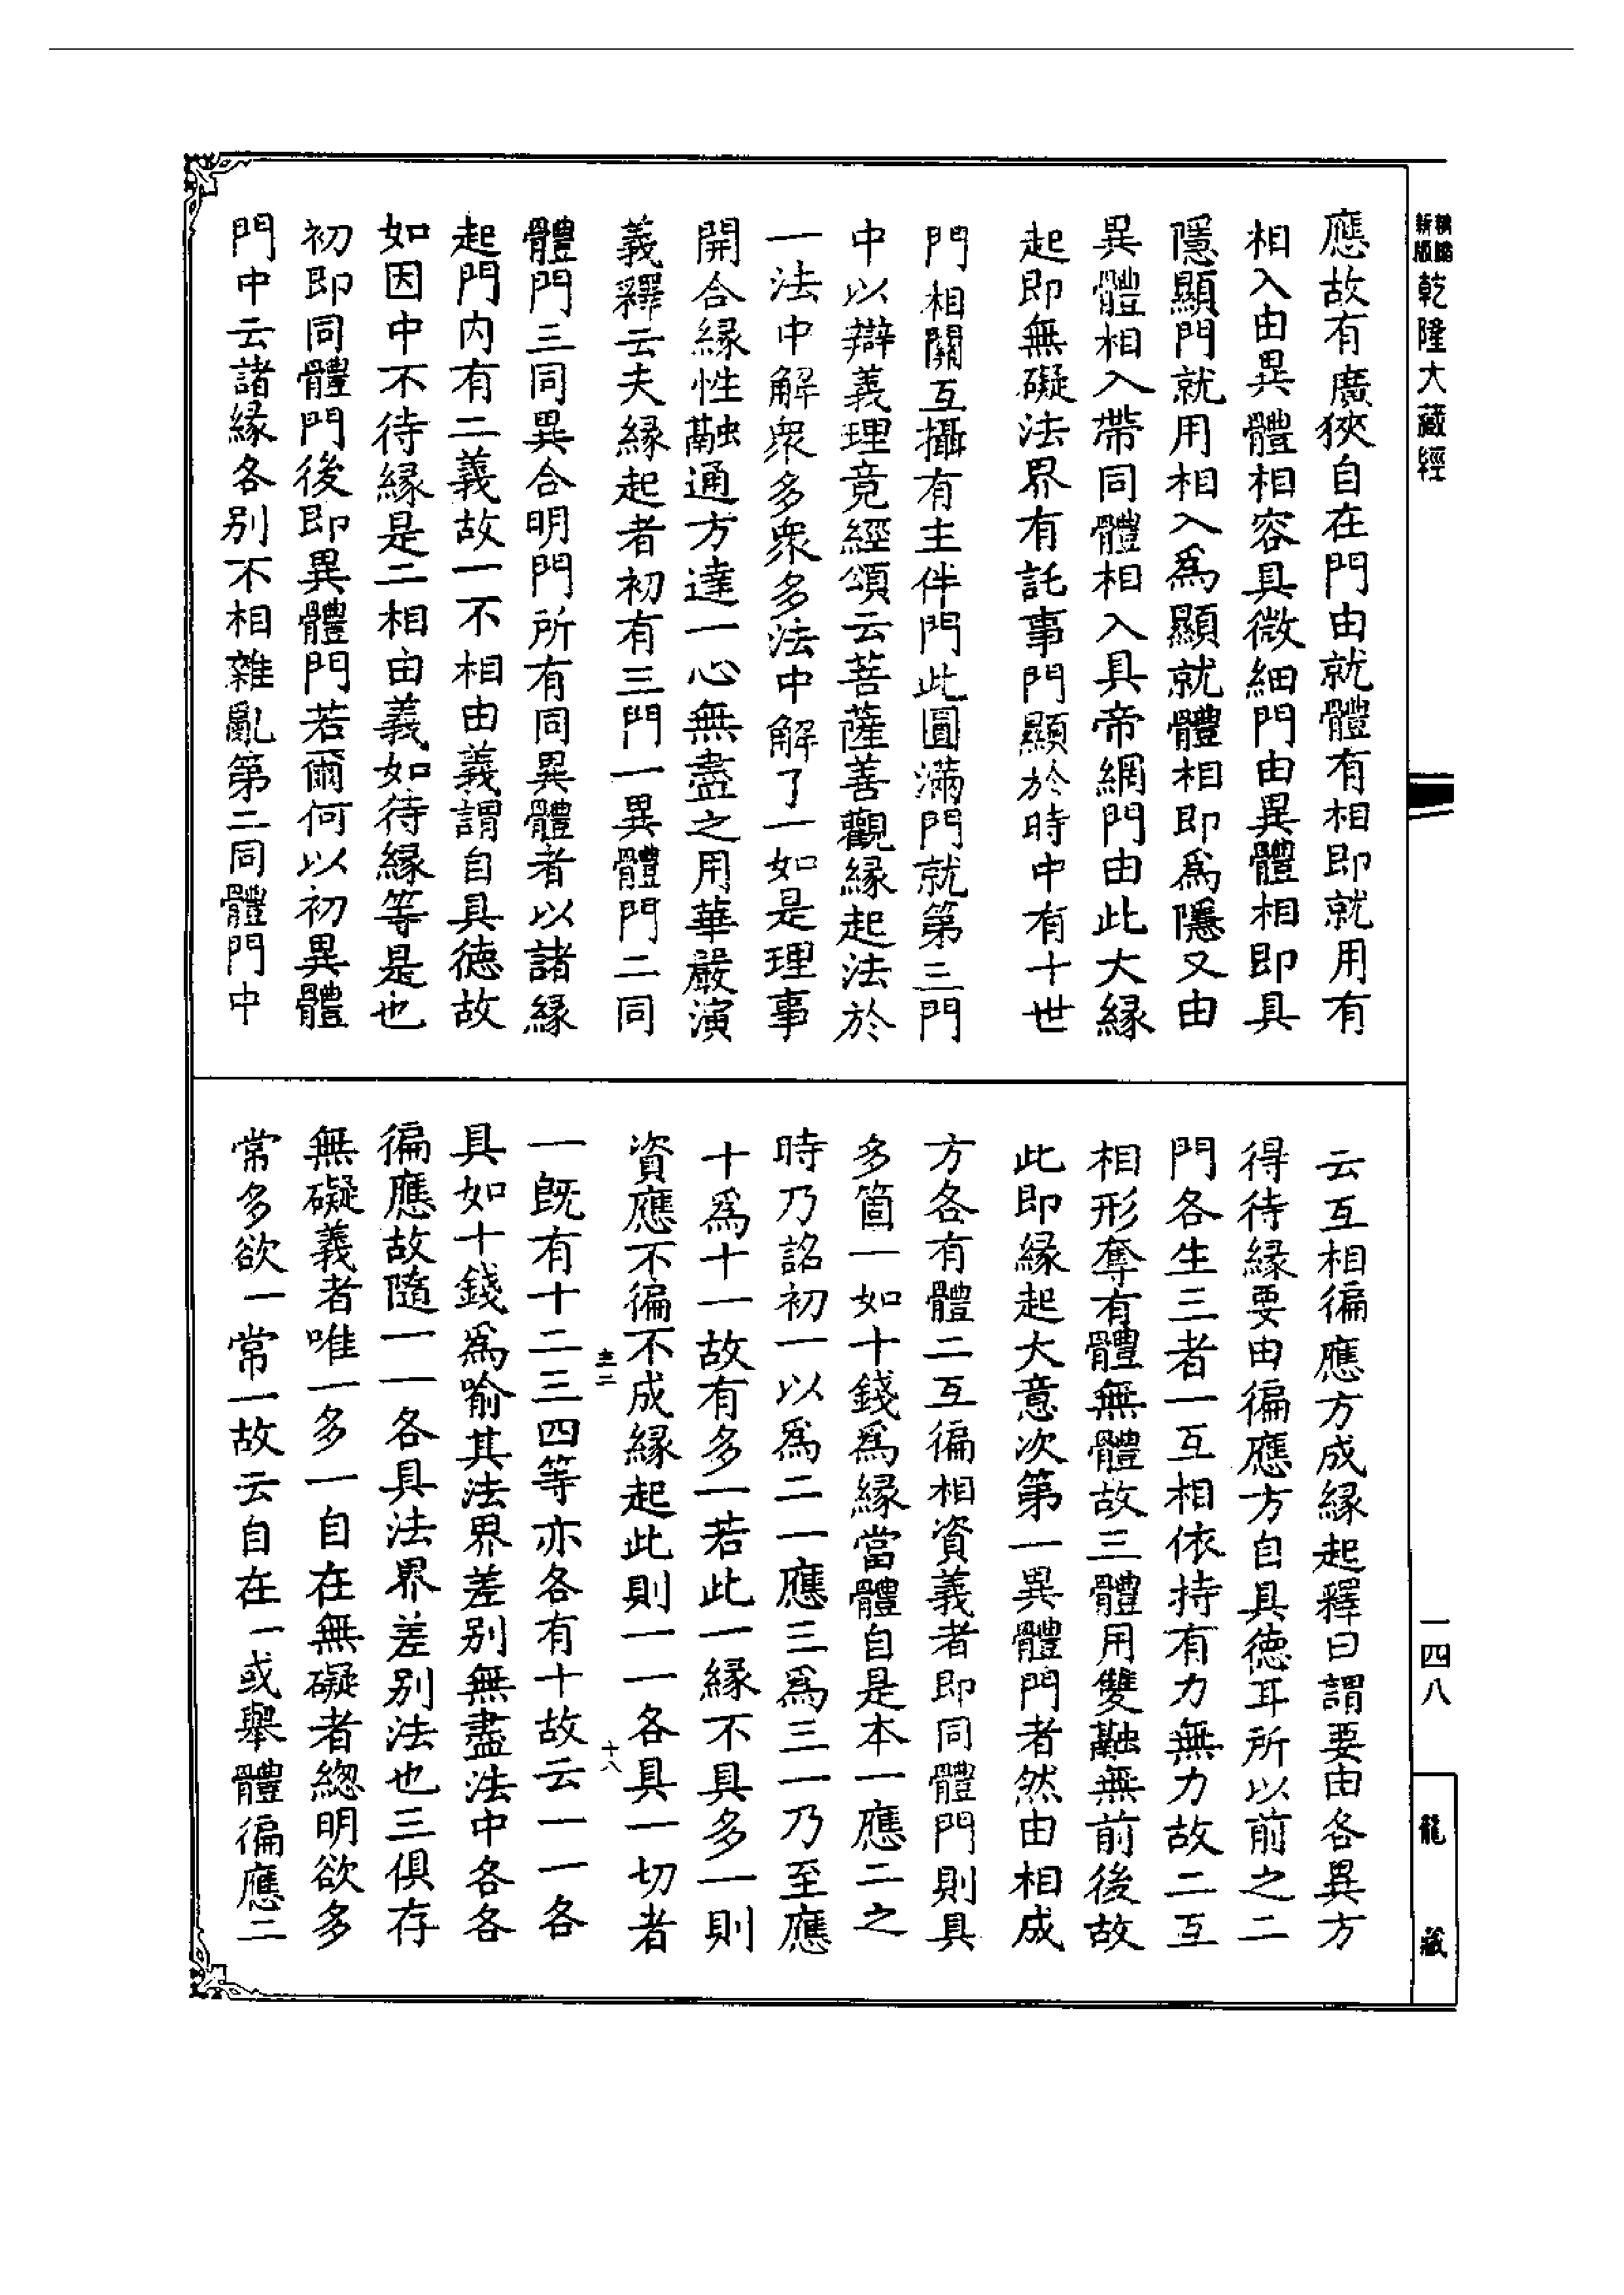 新版
乾隆大藏經
應故有廣狹自在門由就體有相即就用有
相入由異體相容具微細門由異體相即具
隱顯門就用相入爲顯就體相即爲隱又由
異體相入帶同體相入具帝網門由此大緣
起即無礙法界有託事門顯於時中有十世
門相關互攝有主伴門此圓滿門就第三門
中以辯義理竟經頌云菩薩善觀緣起法於
一法中解衆多衆多法中解了一如是理事
開合緣性融通方達一心無盡之用華嚴演
義釋云夫緣起者初有三門一異體門二同
體門三同異合明門所有同異體者以諸緣
起門內有二義故一不相由義謂自具德故
如因中不待緣是二相由義如待緣等是也
初即同體門後即異體門若爾何以初異體
門中云諸緣各別不相雜亂第二同體門中
云互相徧應方成緣起釋曰謂要由各異方
得待緣要由徧應方自具德耳所以前之二
門各生三者一互相依持有力無力故二互
相形奪有體無體故三體用雙融無前後故
此即緣起大意次第一異體門者然由相成
方各有體二互徧相資義者即同體門則具
多箇一如十錢爲緣當體自是本一應二之
時乃詺初一以爲二一應三爲三一乃至應
十爲十一故有多一若此一緣不具多一則
資應不徧不成緣起此則一一各具一切者
一既有十二三四等亦各有十故云一一各
具如十錢爲喻其法界差別無盡法中各各
徧應故隨一一各具法界差別法也三俱存
無礙義者唯一多一自在無礙者總明欲多
常多欲一常一故云自在一或舉體徧應二
主二
十八
一四八
龍藏